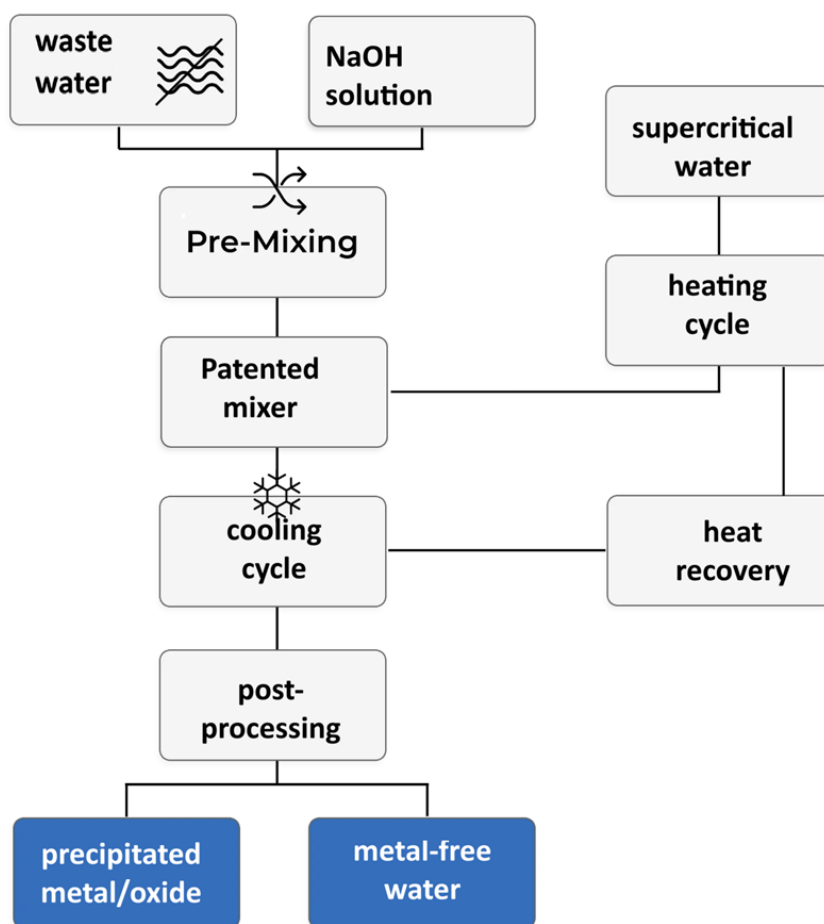 waste
water
NaOH
solution
supercritical
water
Pre-Mixing
heating
cycle
Patented
mixer
cooling
cycle
heat
recovery
post-
processing
precipitated
metal/oxide
metal-free
water